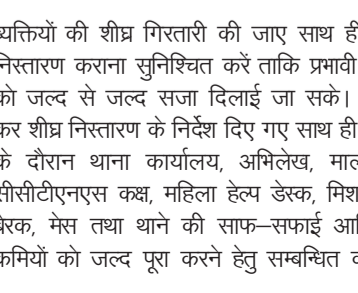 व्यक्तियों की शीघ्र गिरतारी की जाए साथ ही
निस्तारण कराना सुनिश्चित करें ताकि प्रभावी
को जल्द से जल्द सजा दिलाई जा सके।
कर शीघ्र निस्तारण के निर्देश दिए गए साथ ही
के दौरान थाना कार्यालय, अभिलेख,
सीसीटीएनएस कक्ष, महिला हेल्प डेस्क,
बैरक, मेस तथा थाने की साफ–सफाई
कमियों को जल्द पूरा करने हेतु सम्बन्धित